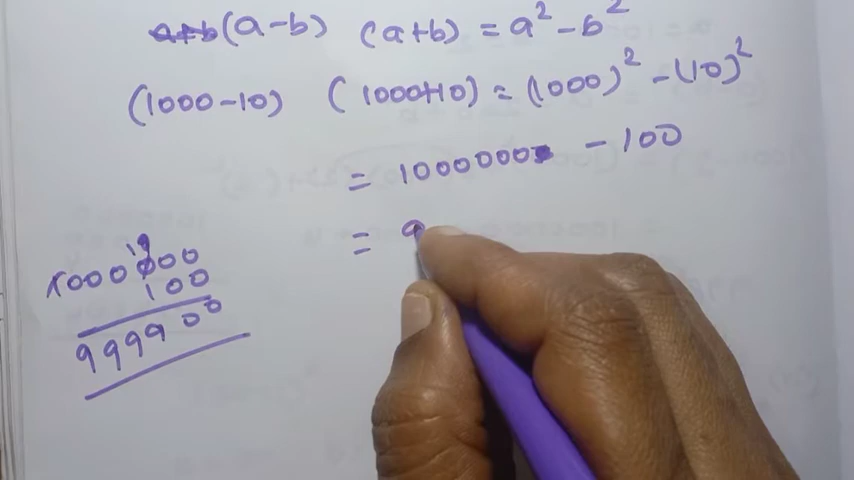 (a-b) (a+b) = a² - b²
(1000-10) (1000+10) = (1000)² - (10)²
= 1000000 - 100
= 9
1000000
100
999900